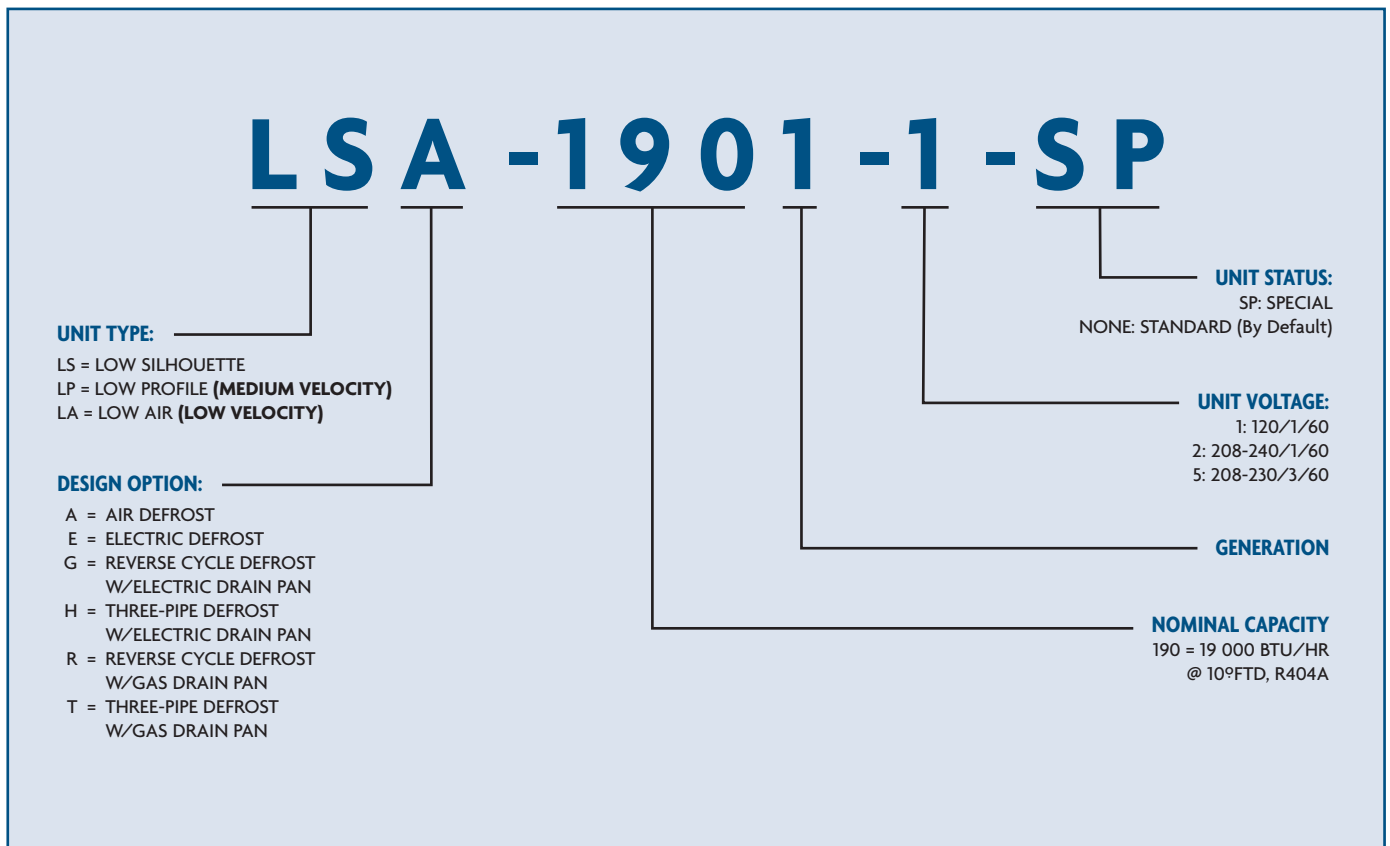 LSA-1901-1-SP
UNIT TYPE:
LS = LOW SILHOUETTE
LP = LOW PROFILE (MEDIUM VELOCITY)
LA = LOW AIR (LOW VELOCITY)
DESIGN OPTION:
A = AIR DEFROST
E = ELECTRIC DEFROST
G = REVERSE CYCLE DEFROST
W/ELECTRIC DRAIN PAN
H = THREE-PIPE DEFROST
W/ELECTRIC DRAIN PAN
R = REVERSE CYCLE DEFROST
W/GAS DRAIN PAN
T = THREE-PIPE DEFROST
W/GAS DRAIN PAN
UNIT STATUS:
SP: SPECIAL
NONE: STANDARD (By Default)
UNIT VOLTAGE:
1: 120/1/60
2: 208-240/1/60
5: 208-230/3/60
GENERATION
NOMINAL CAPACITY
190 = 19 000 BTU/HR
@ 10ºFTD, R404A